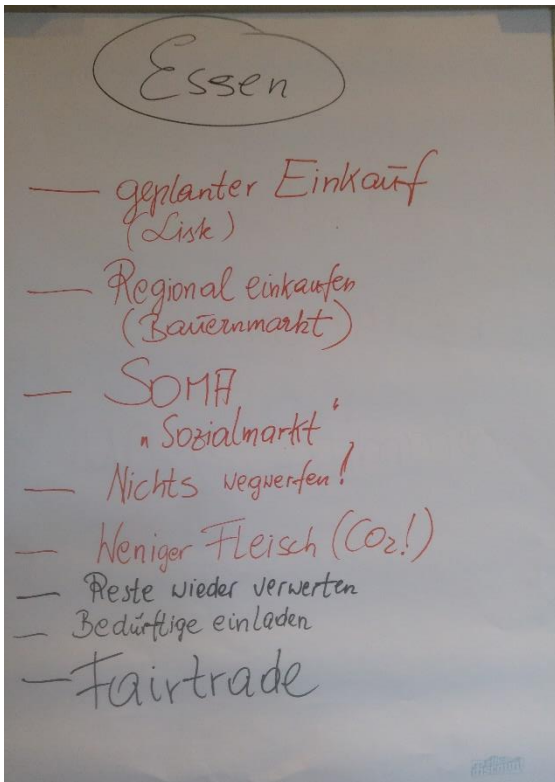 Essen
— geplanter Einkauf
(Liste)
— Regional einkaufen
(Bauernmarkt)
— SOMA
„Sozialmarkt“
— Nichts wegwerfen!
— Weniger Fleisch (CO₂!)
— Reste wieder verwerten
— Bedürftige einladen
— Fairtrade